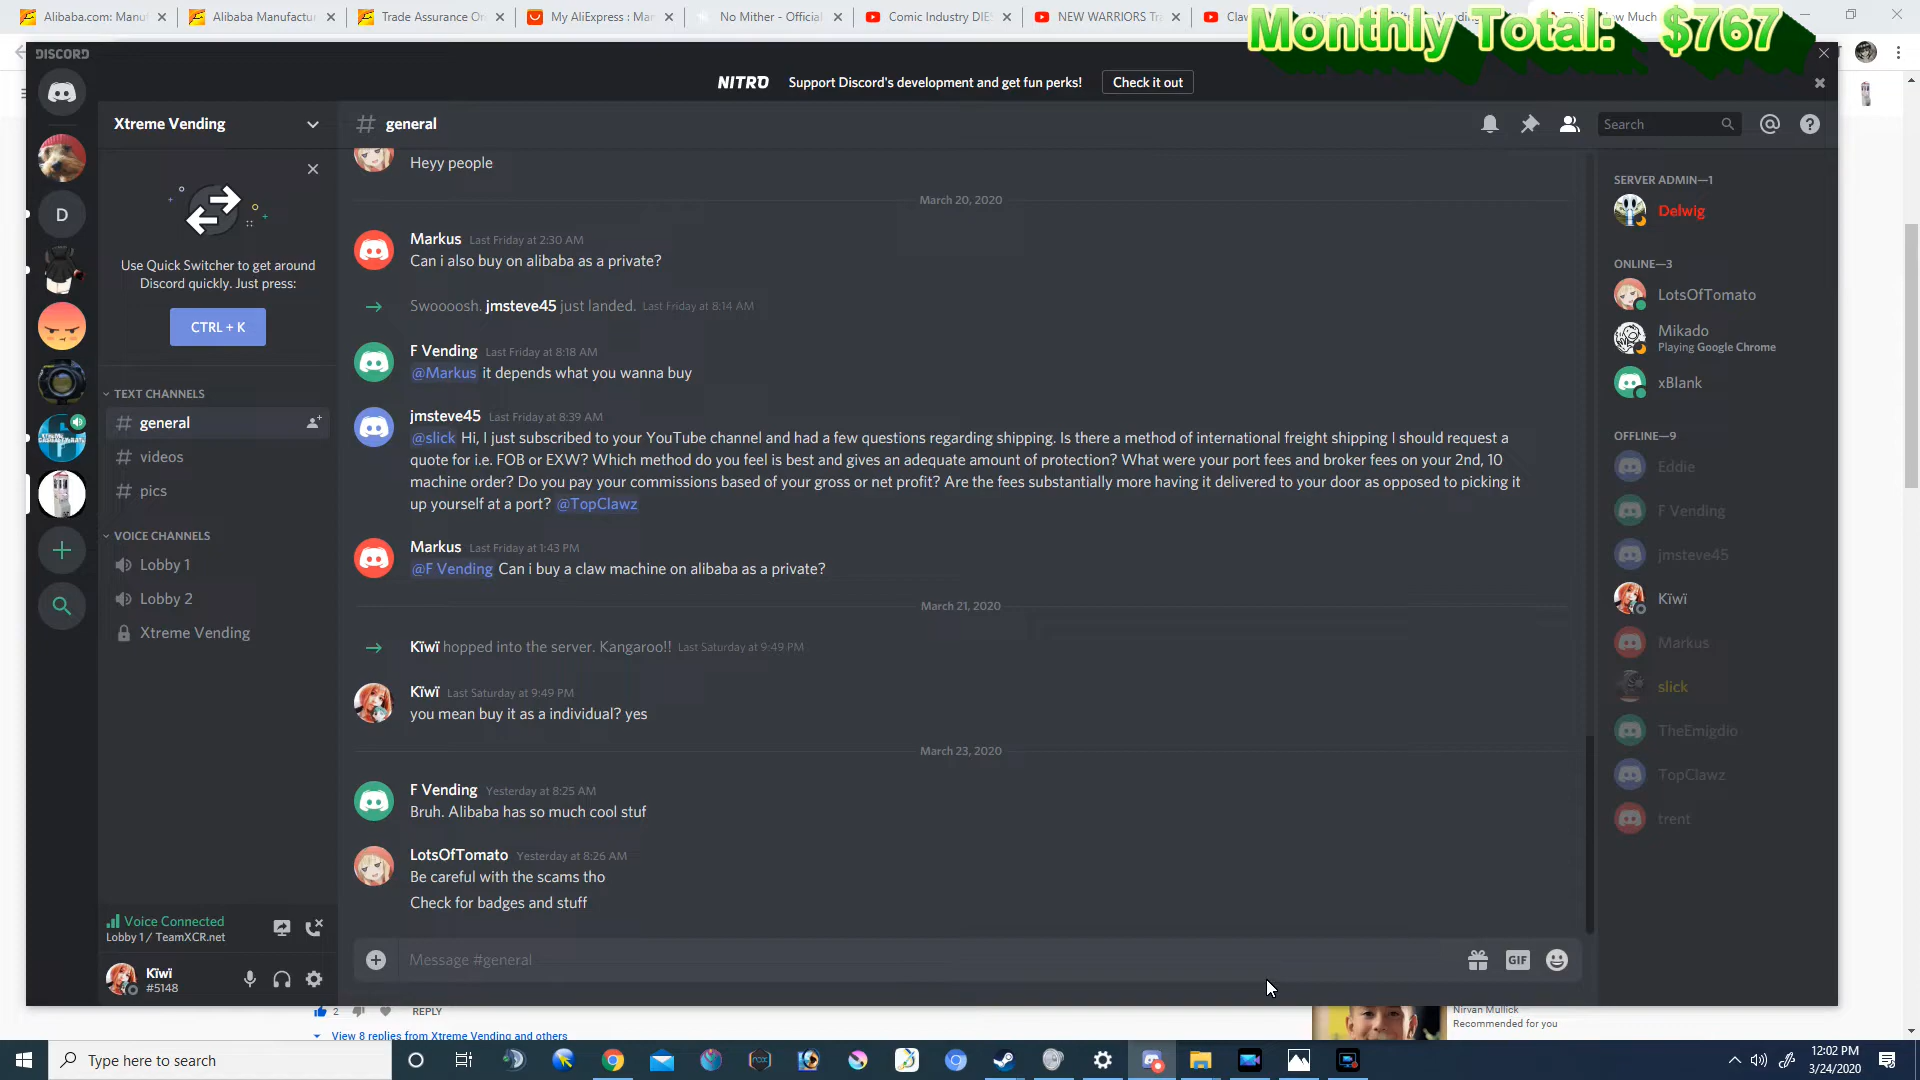 Alibaba.com: Manuf
Alibaba Manufactur
Trade Assurance On
My AliExpress : Man
No Mither - Official
Comic Industry DIES
NEW WARRIORS Tra
Claw
Monthly Total: $767
DISCORD
NITRO Support Discord's development and get fun perks! Check it out
Xtreme Vending
# general
Search
Use Quick Switcher to get around
Discord quickly. Just press:
CTRL + K
TEXT CHANNELS
# general
# videos
# pics
VOICE CHANNELS
Lobby 1
Lobby 2
Xtreme Vending
D
Heyy people
March 20, 2020
Markus Last Friday at 2:30 AM
Can i also buy on alibaba as a private?
Swoooosh. jmsteve45 just landed. Last Friday at 8:14 AM
F Vending Last Friday at 8:18 AM
@Markus it depends what you wanna buy
jmsteve45 Last Friday at 8:39 AM
@slick Hi, I just subscribed to your YouTube channel and had a few questions regarding shipping. Is there a method of international freight shipping I should request a
quote for i.e. FOB or EXW? Which method do you feel is best and gives an adequate amount of protection? What were your port fees and broker fees on your 2nd, 10
machine order? Do you pay your commissions based of your gross or net profit? Are the fees substantially more having it delivered to your door as opposed to picking it
up yourself at a port? @TopClawz
Markus Last Friday at 1:43 PM
@F Vending Can i buy a claw machine on alibaba as a private?
March 21, 2020
Kïwï hopped into the server. Kangaroo!! Last Saturday at 9:49 PM
Kïwï Last Saturday at 9:49 PM
you mean buy it as a individual? yes
March 23, 2020
F Vending Yesterday at 8:25 AM
Bruh. Alibaba has so much cool stuf
LotsOfTomato Yesterday at 8:26 AM
Be careful with the scams tho
Check for badges and stuff
Message #general
GIF
SERVER ADMIN—1
Delwig
ONLINE—3
LotsOfTomato
Mikado
Playing Google Chrome
xBlank
OFFLINE—9
Eddie
F Vending
jmsteve45
Kïwï
Markus
slick
TheEmigdio
TopClawz
trent
Voice Connected
Lobby 1 / TeamXCR.net
Kïwï
#5148
2 REPLY
View 8 replies from Xtreme Vending and others
Nirvan Mullick
Recommended for you
Type here to search
12:02 PM
3/24/2020